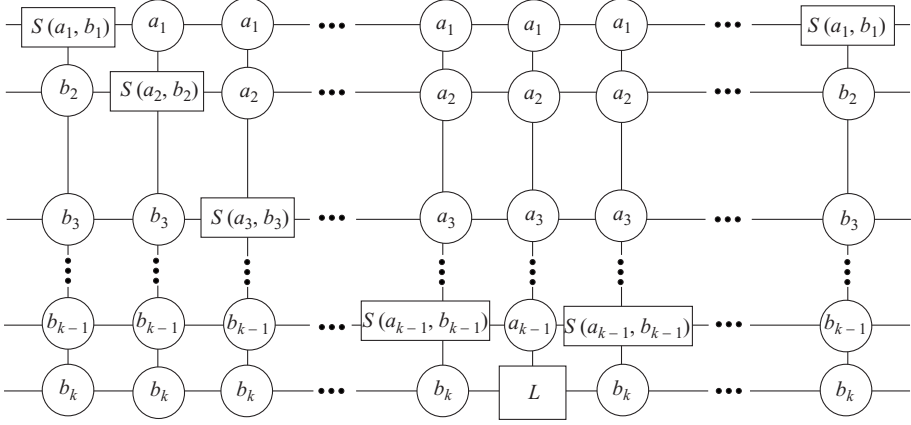 S(a₁, b₁) a₁ a₁ ••• a₁ a₁ a₁ ••• S(a₁, b₁)
b₂ S(a₂, b₂) a₂ ••• a₂ a₂ a₂ ••• b₂
b₃ b₃ S(a₃, b₃) ••• a₃ a₃ a₃ ••• b₃
bₖ₋₁ bₖ₋₁ bₖ₋₁ ••• S(aₖ₋₁, bₖ₋₁) aₖ₋₁ S(aₖ₋₁, bₖ₋₁) ••• bₖ₋₁
bₖ bₖ bₖ ••• bₖ L bₖ ••• bₖ